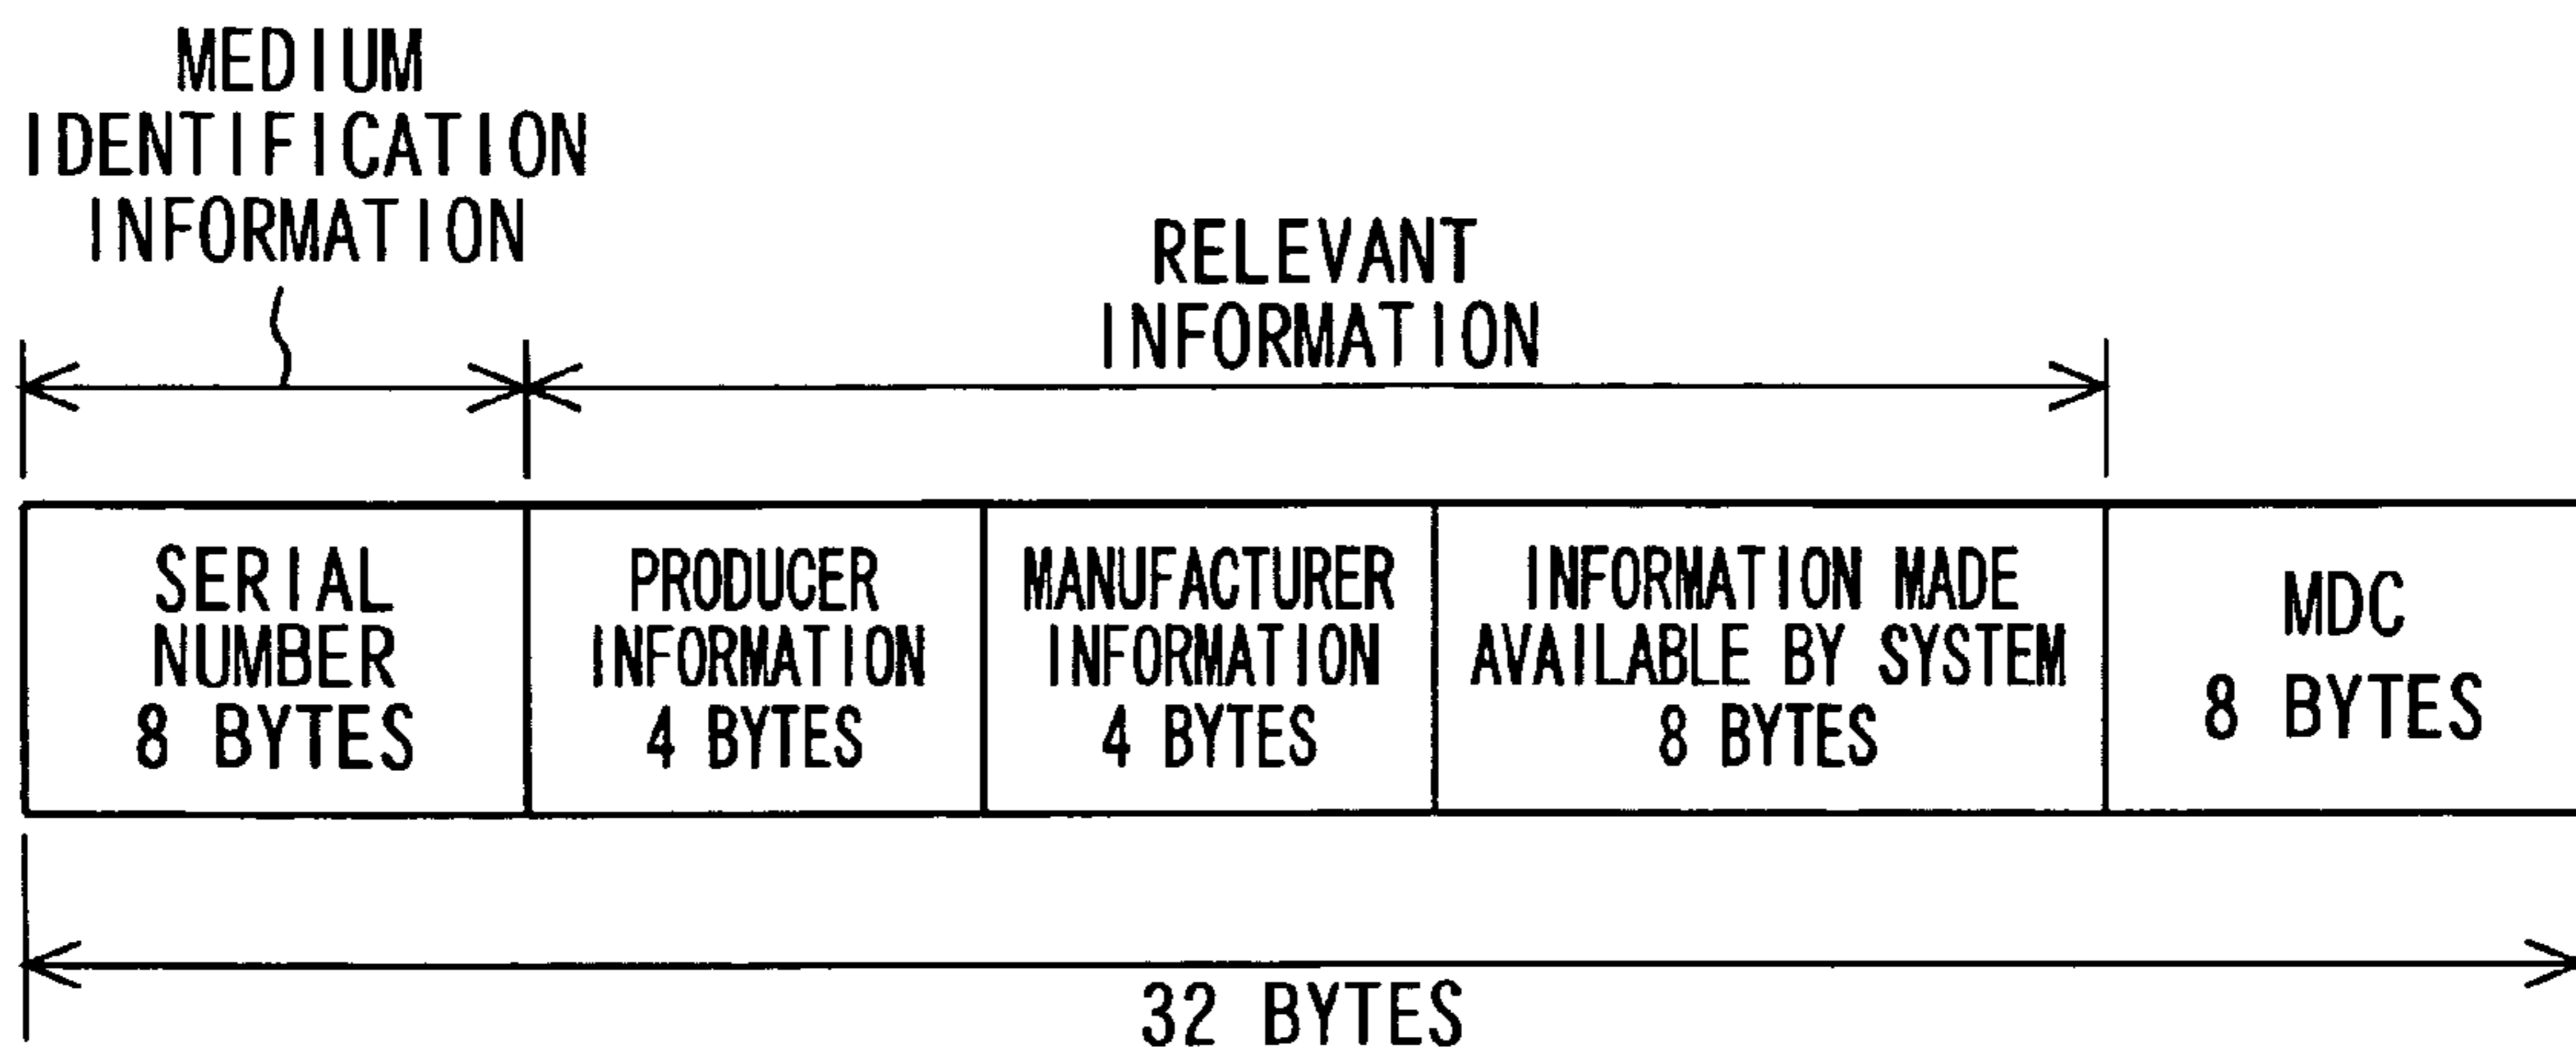 MEDIUM
IDENTIFICATION
INFORMATION
RELEVANT
INFORMATION
SERIAL
NUMBER
8 BYTES
PRODUCER
INFORMATION
4 BYTES
MANUFACTURER
INFORMATION
4 BYTES
INFORMATION MADE
AVAILABLE BY SYSTEM
8 BYTES
MDC
8 BYTES
32 BYTES